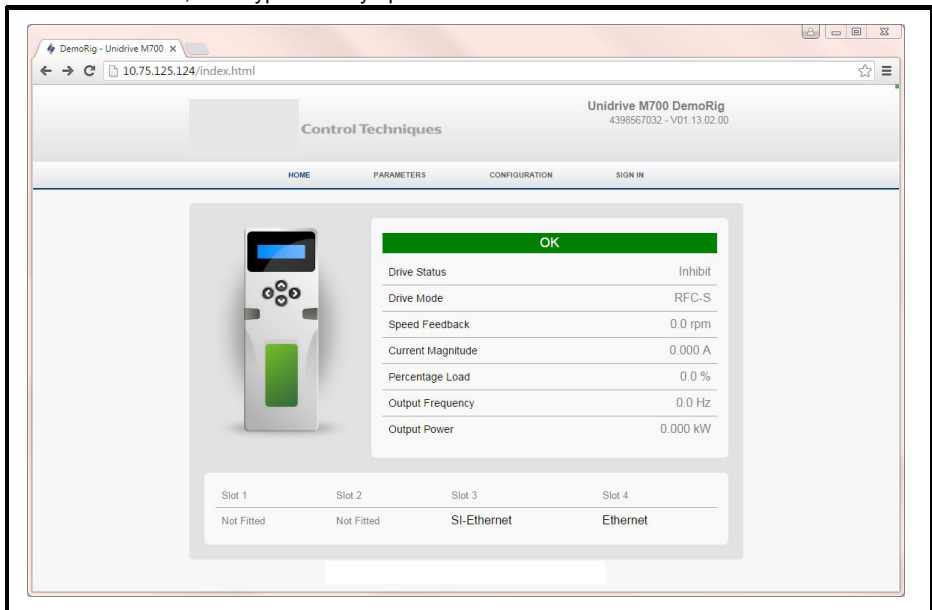 DemoRig - Unidrive M700
10.75.125.124/index.html
Unidrive M700 DemoRig
4398567032 - V01.13.02.00
Control Techniques
HOME PARAMETERS CONFIGURATION SIGN IN
OK
Drive Status Inhibit
Drive Mode RFC-S
Speed Feedback 0.0 rpm
Current Magnitude 0.000 A
Percentage Load 0.0 %
Output Frequency 0.0 Hz
Output Power 0.000 kW
Slot 1 Slot 2 Slot 3 Slot 4
Not Fitted Not Fitted SI-Ethernet Ethernet